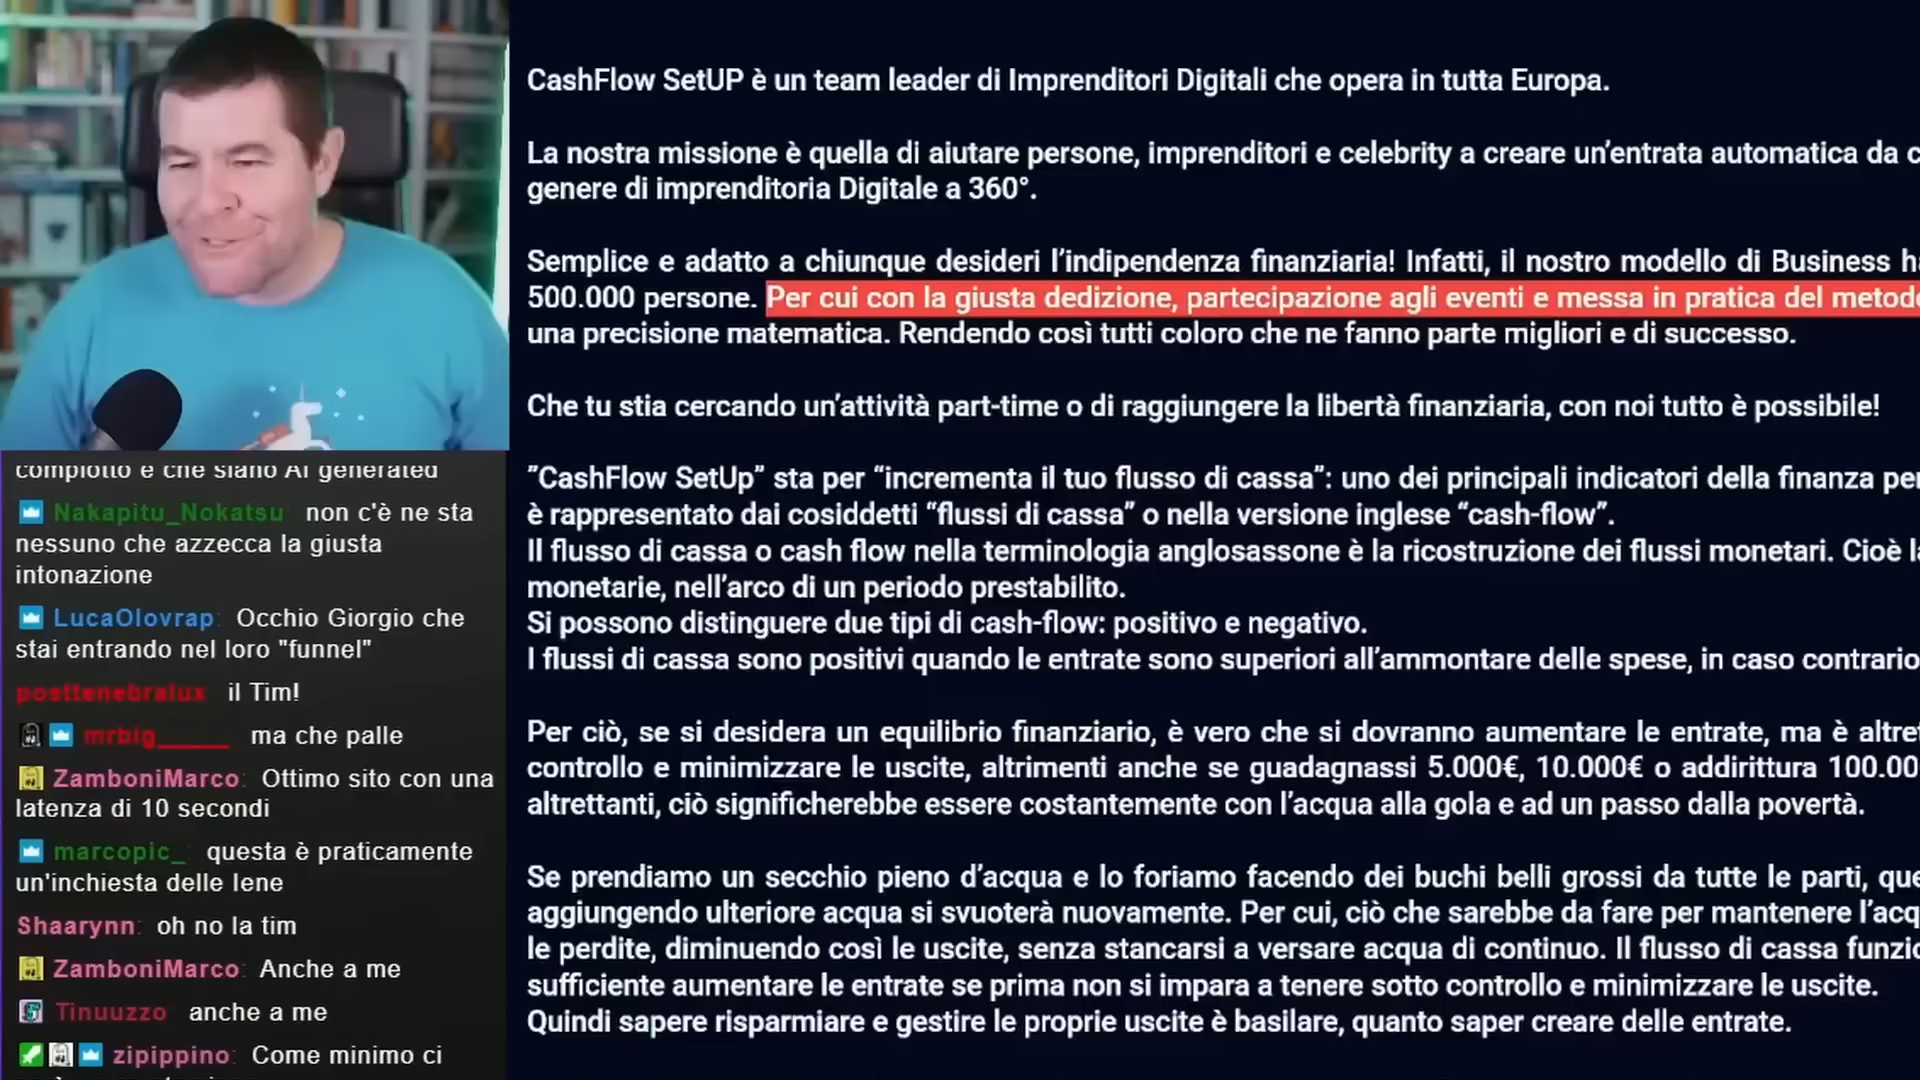 CashFlow SetUP è un team leader di Imprenditori Digitali che opera in tutta Europa.
La nostra missione è quella di aiutare persone, imprenditori e celebrity a creare un'entrata automatica da
genere di imprenditoria Digitale a 360°.
Semplice e adatto a chiunque desideri l'indipendenza finanziaria! Infatti, il nostro modello di Business
500.000 persone. Per cui con la giusta dedizione, partecipazione agli eventi e messa in pratica del
una precisione matematica. Rendendo così tutti coloro che ne fanno parte migliori e di successo.
Che tu stia cercando un'attività part-time o di raggiungere la libertà finanziaria, con noi tutto è possibile!
"CashFlow SetUp" sta per "incrementa il tuo flusso di cassa": uno dei principali indicatori della finanza
è rappresentato dai cosiddetti "flussi di cassa" o nella versione inglese "cash-flow".
Il flusso di cassa o cash flow nella terminologia anglosassone è la ricostruzione dei flussi monetari. Cioè
monetarie, nell'arco di un periodo prestabilito.
Si possono distinguere due tipi di cash-flow: positivo e negativo.
I flussi di cassa sono positivi quando le entrate sono superiori all'ammontare delle spese, in caso contrario
Per ciò, se si desidera un equilibrio finanziario, è vero che si dovranno aumentare le entrate, ma è
controllo e minimizzare le uscite, altrimenti anche se guadagnassi 5.000€, 10.000€ o addirittura
altrettanti, ciò significherebbe essere costantemente con l'acqua alla gola e ad un passo dalla povertà.
Se prendiamo un secchio pieno d'acqua e lo foriamo facendo dei buchi belli grossi da tutte le parti,
aggiungendo ulteriore acqua si svuoterà nuovamente. Per cui, ciò che sarebbe da fare per mantenere
le perdite, diminuendo così le uscite, senza stancarsi a versare acqua di continuo. Il flusso di cassa
sufficiente aumentare le entrate se prima non si impara a tenere sotto controllo e minimizzare le uscite.
Quindi sapere risparmiare e gestire le proprie uscite è basilare, quanto saper creare delle entrate.
complotto e che siano AI generated
Nakapitu_Nokatsu: non c'è ne sta
nessuno che azzecca la giusta
intonazione
LucaOlovrap: Occhio Giorgio che
stai entrando nel loro "funnel"
posttenebralux: il Tim!
mrbig_____: ma che palle
ZamboniMarco: Ottimo sito con una
latenza di 10 secondi
marcopic_: questa è praticamente
un'inchiesta delle Iene
Shaarynn: oh no la tim
ZamboniMarco: Anche a me
Tinuuzzo: anche a me
zipippino: Come minimo ci